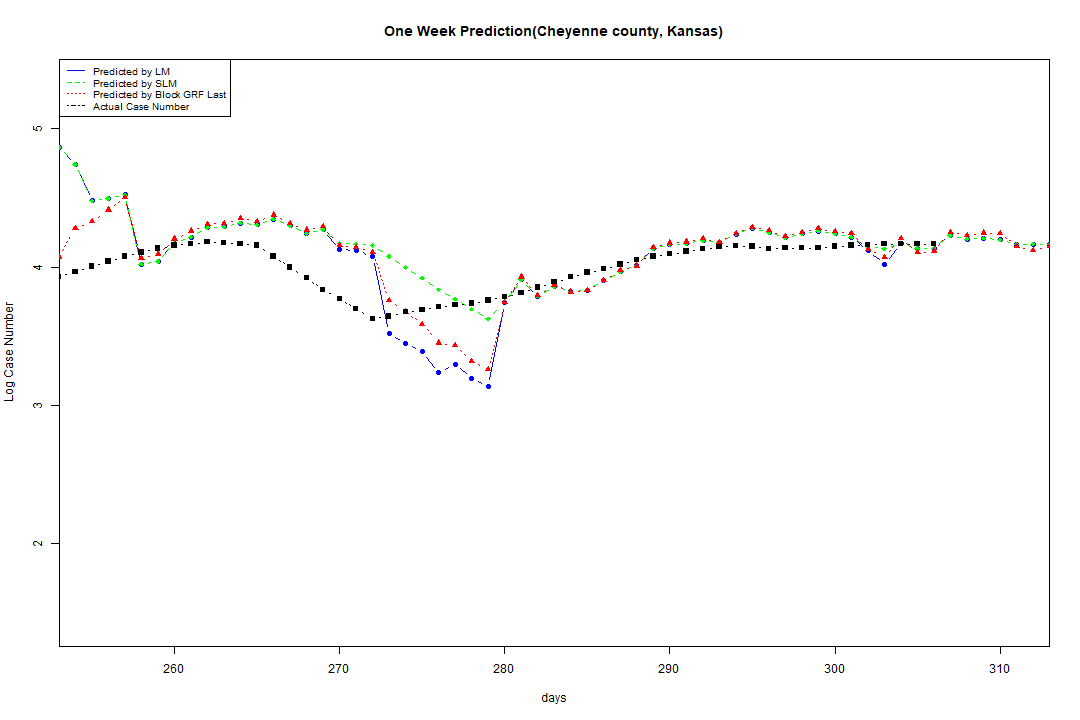 One Week Prediction(Cheyenne county, Kansas)
Predicted by LM
Predicted by SLM
Predicted by Block GRF Last
Actual Case Number
5
4
3
2
Log Case Number
260 270 280 290 300 310
days